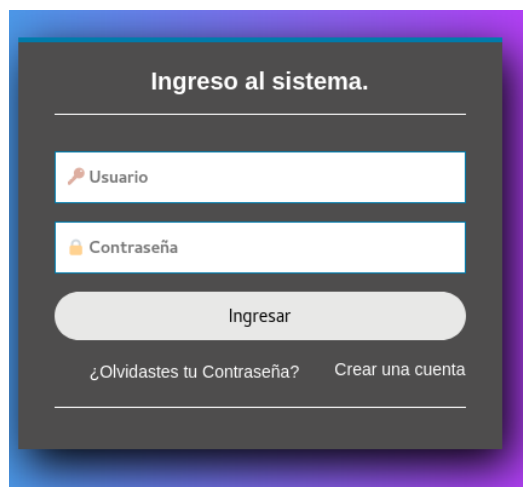 Ingreso al sistema.
🔑 Usuario
🔒 Contraseña
Ingresar
¿Olvidastes tu Contraseña? Crear una cuenta